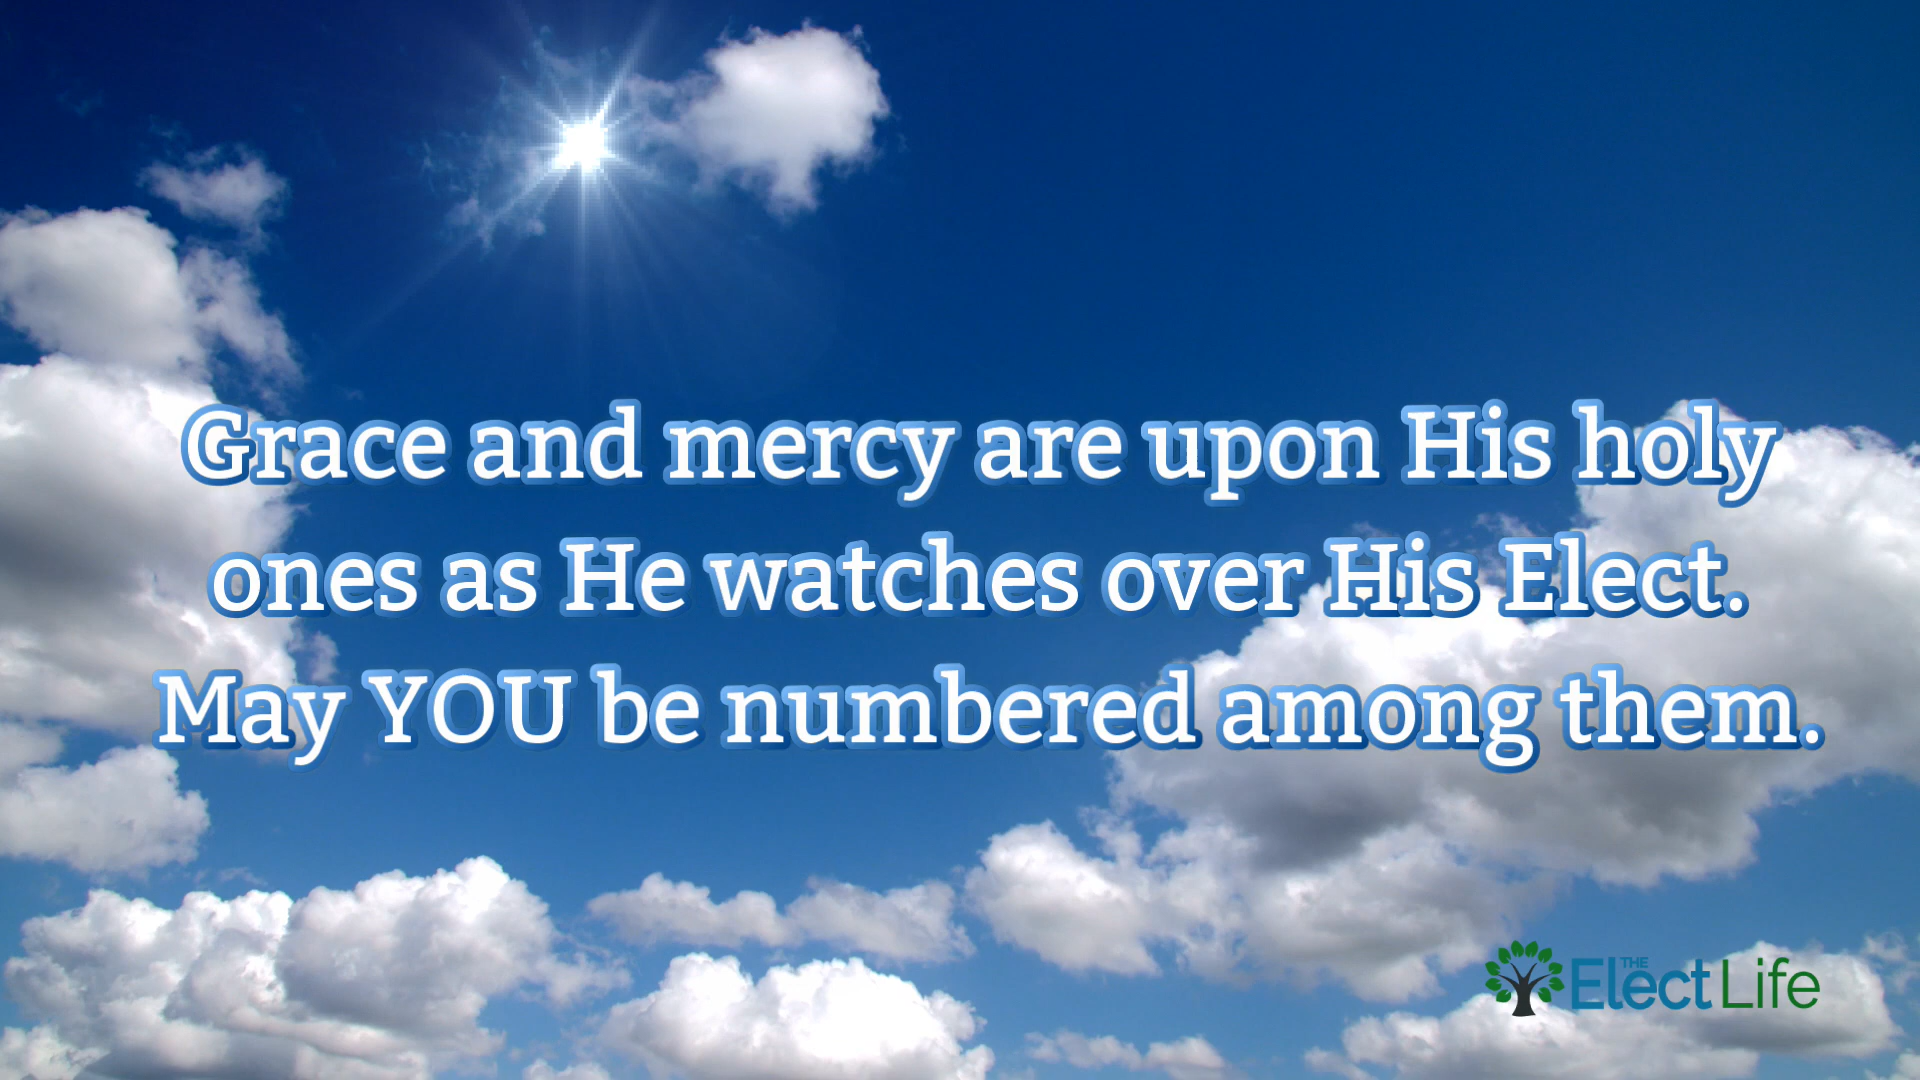 Grace and mercy are upon His holy
ones as He watches over His Elect.
May YOU be numbered among them.
THE Elect Life